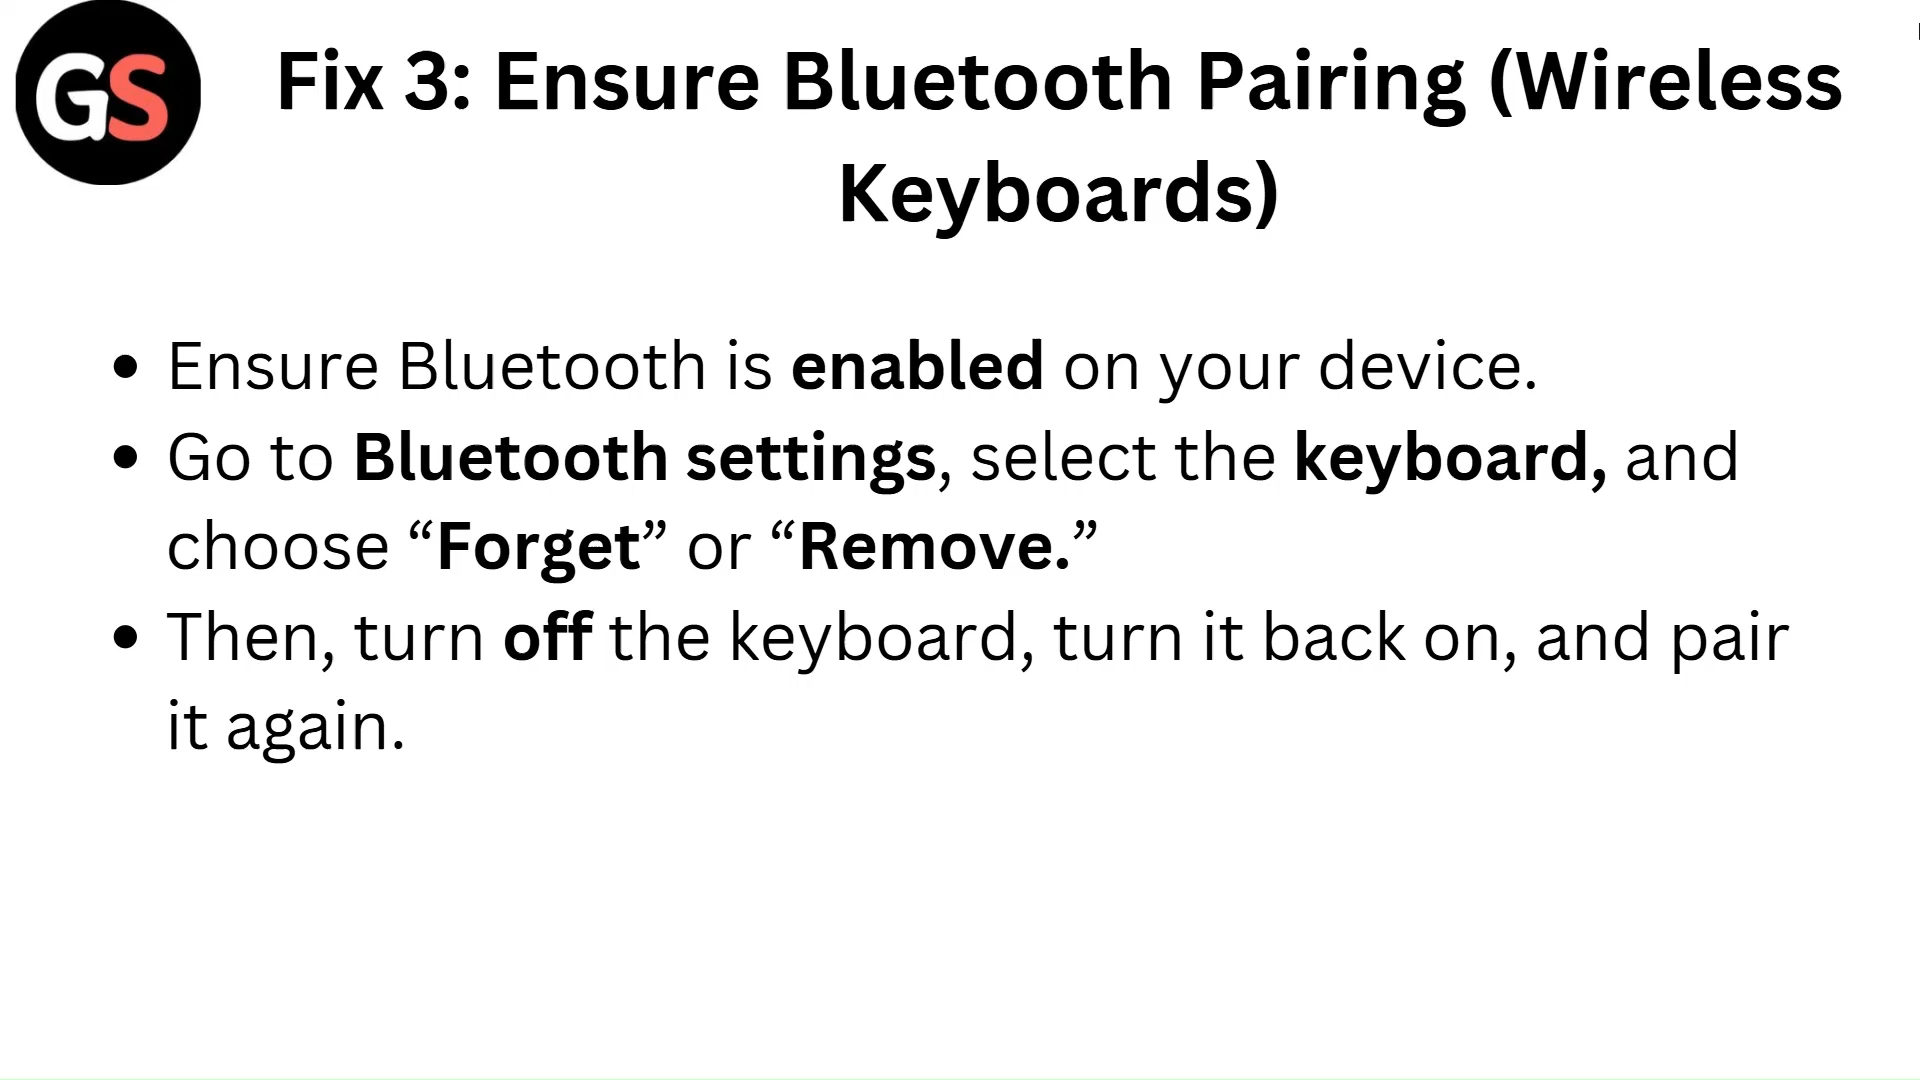 GS
Fix 3: Ensure Bluetooth Pairing (Wireless
Keyboards)
• Ensure Bluetooth is enabled on your device.
• Go to Bluetooth settings, select the keyboard, and
choose “Forget” or “Remove.”
• Then, turn off the keyboard, turn it back on, and pair
it again.